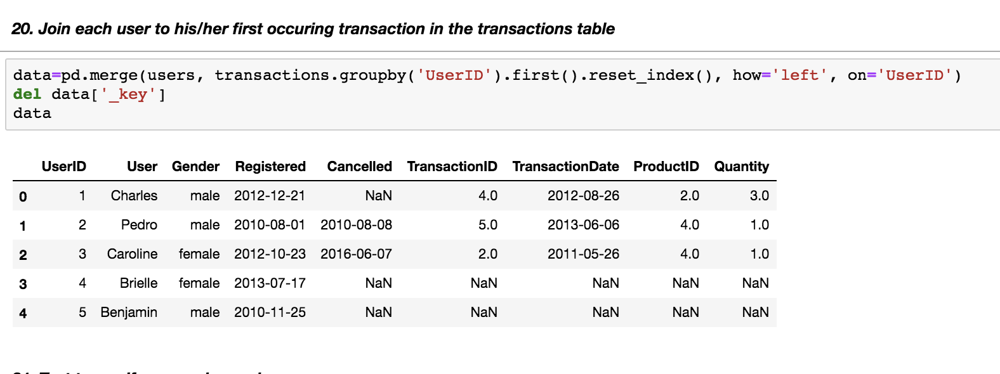 20. Join each user to his/her first occuring transaction in the transactions table
data=pd.merge(users, transactions.groupby('UserID').first().reset_index(), how='left', on='UserID')
del data['_key']
data
UserID User Gender Registered Cancelled TransactionID TransactionDate ProductID Quantity
0 1 Charles male 2012-12-21 NaN 4.0 2012-08-26 2.0 3.0
1 2 Pedro male 2010-08-01 2010-08-08 5.0 2013-06-06 4.0 1.0
2 3 Caroline female 2012-10-23 2016-06-07 2.0 2011-05-26 4.0 1.0
3 4 Brielle female 2013-07-17 NaN NaN NaN NaN NaN
4 5 Benjamin male 2010-11-25 NaN NaN NaN NaN NaN